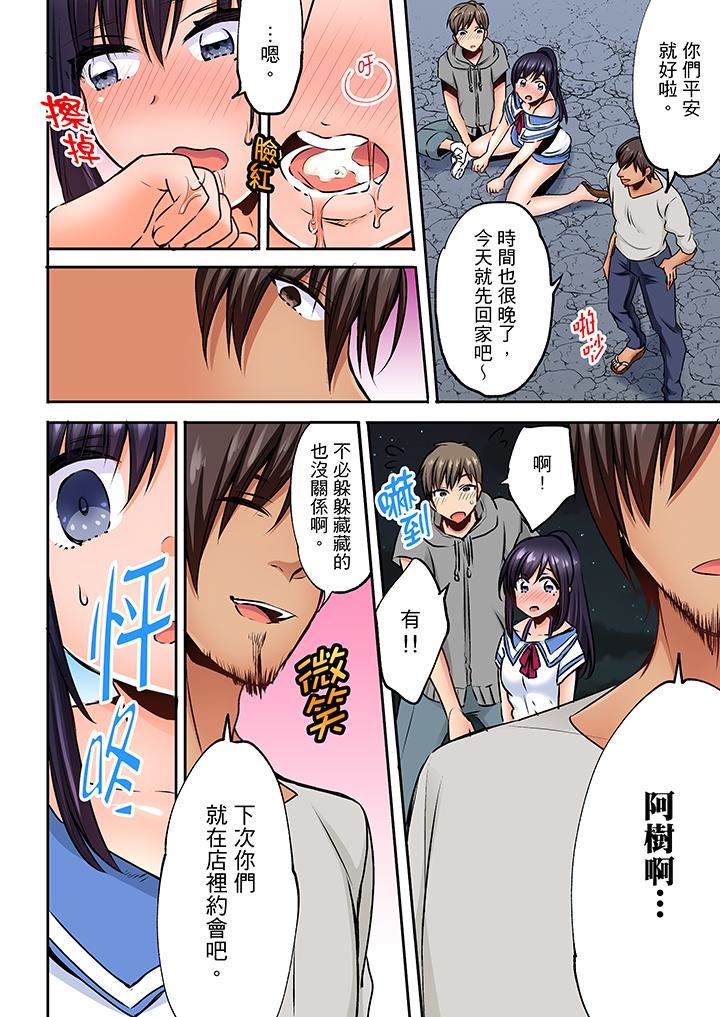 你們平安
就好啦。
時間也很晚了，
今天就先回家吧～
啪
吵
吁
臉紅
…嗯。
擦掉
啊！
嚇到
有!!
阿樹啊…
不必躲躲藏藏的
也沒關係啊。
微笑
下次你們
就在店裡約會吧。
怦
咚